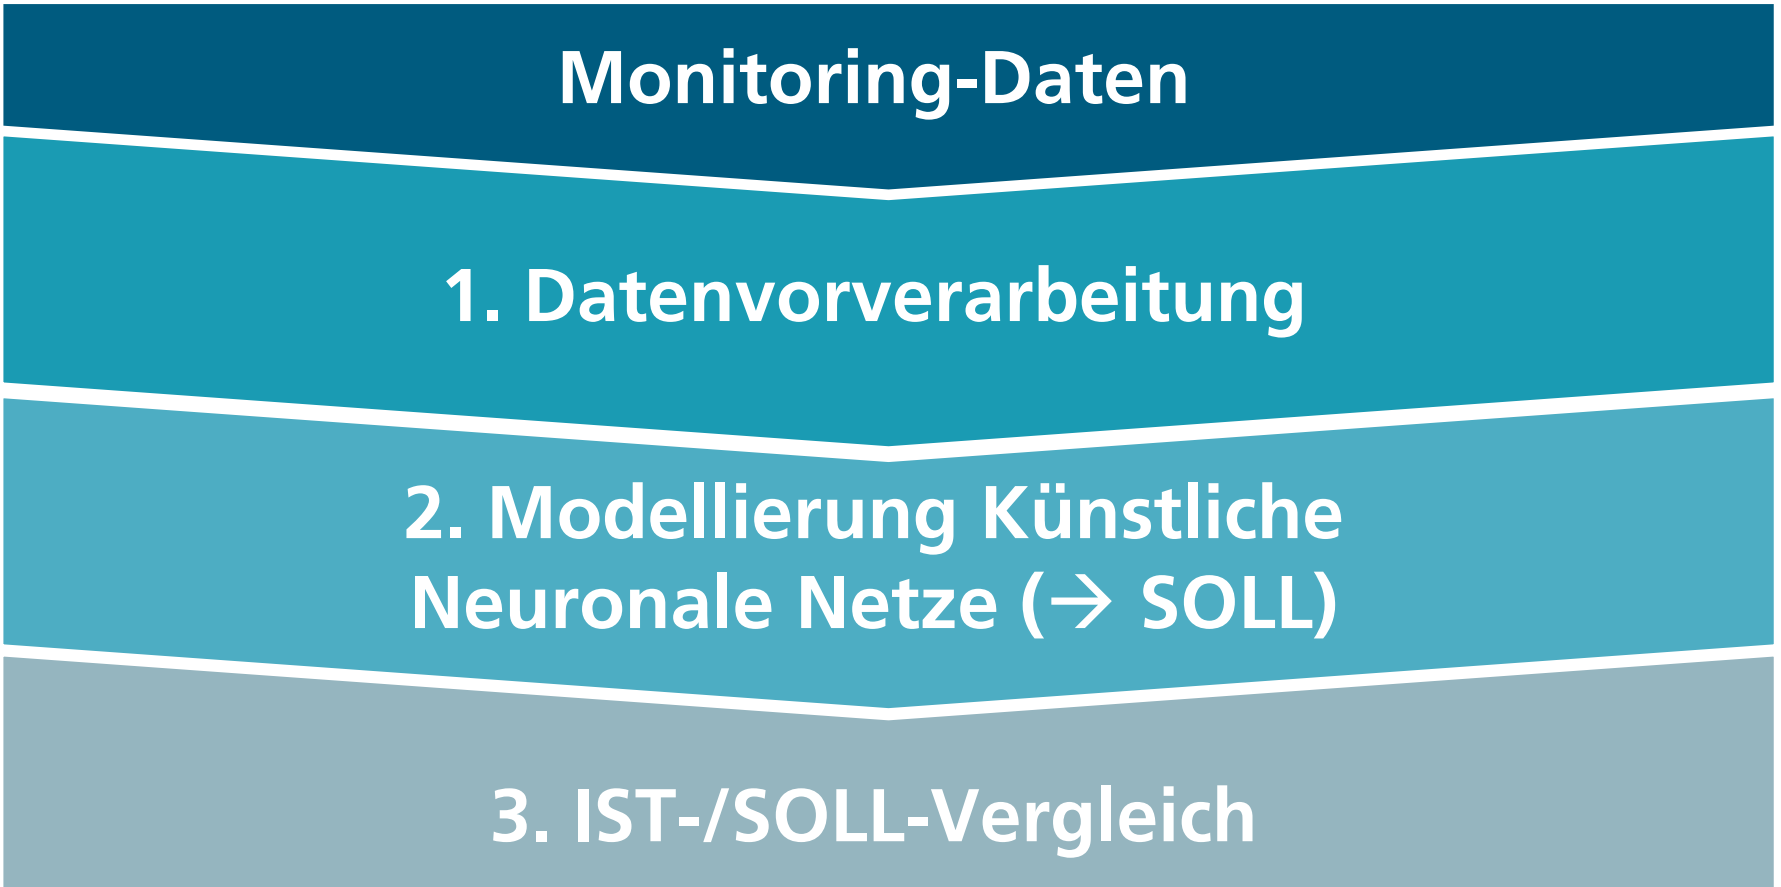 Monitoring-Daten
1. Datenvorverarbeitung
2. Modellierung Künstliche
Neuronale Netze (→ SOLL)
3. IST-/SOLL-Vergleich